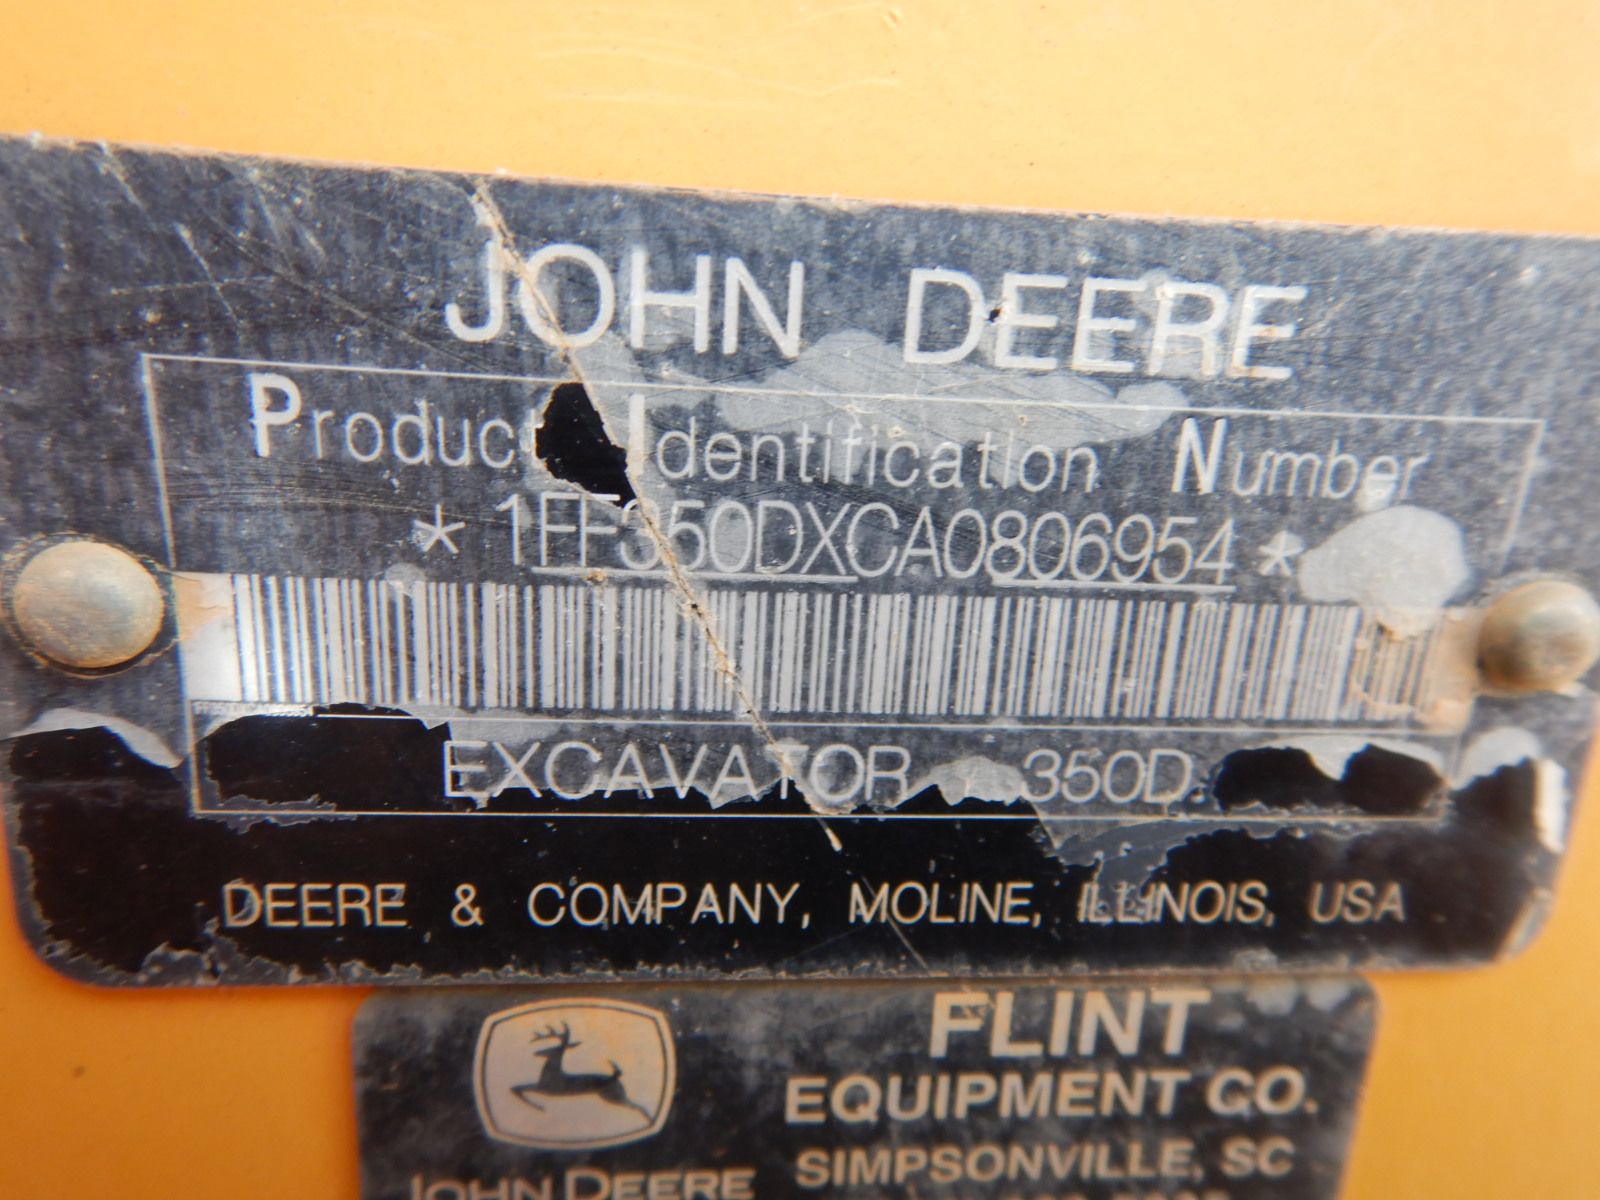 JOHN DEERE
Product Identification Number
*1FF350DXCA0806954*
1FF350DXCA0806954
EXCAVATOR 350D
DEERE & COMPANY, MOLINE, ILLINOIS, USA
FLINT
EQUIPMENT CO.
SIMPSONVILLE, SC
JOHN DEERE